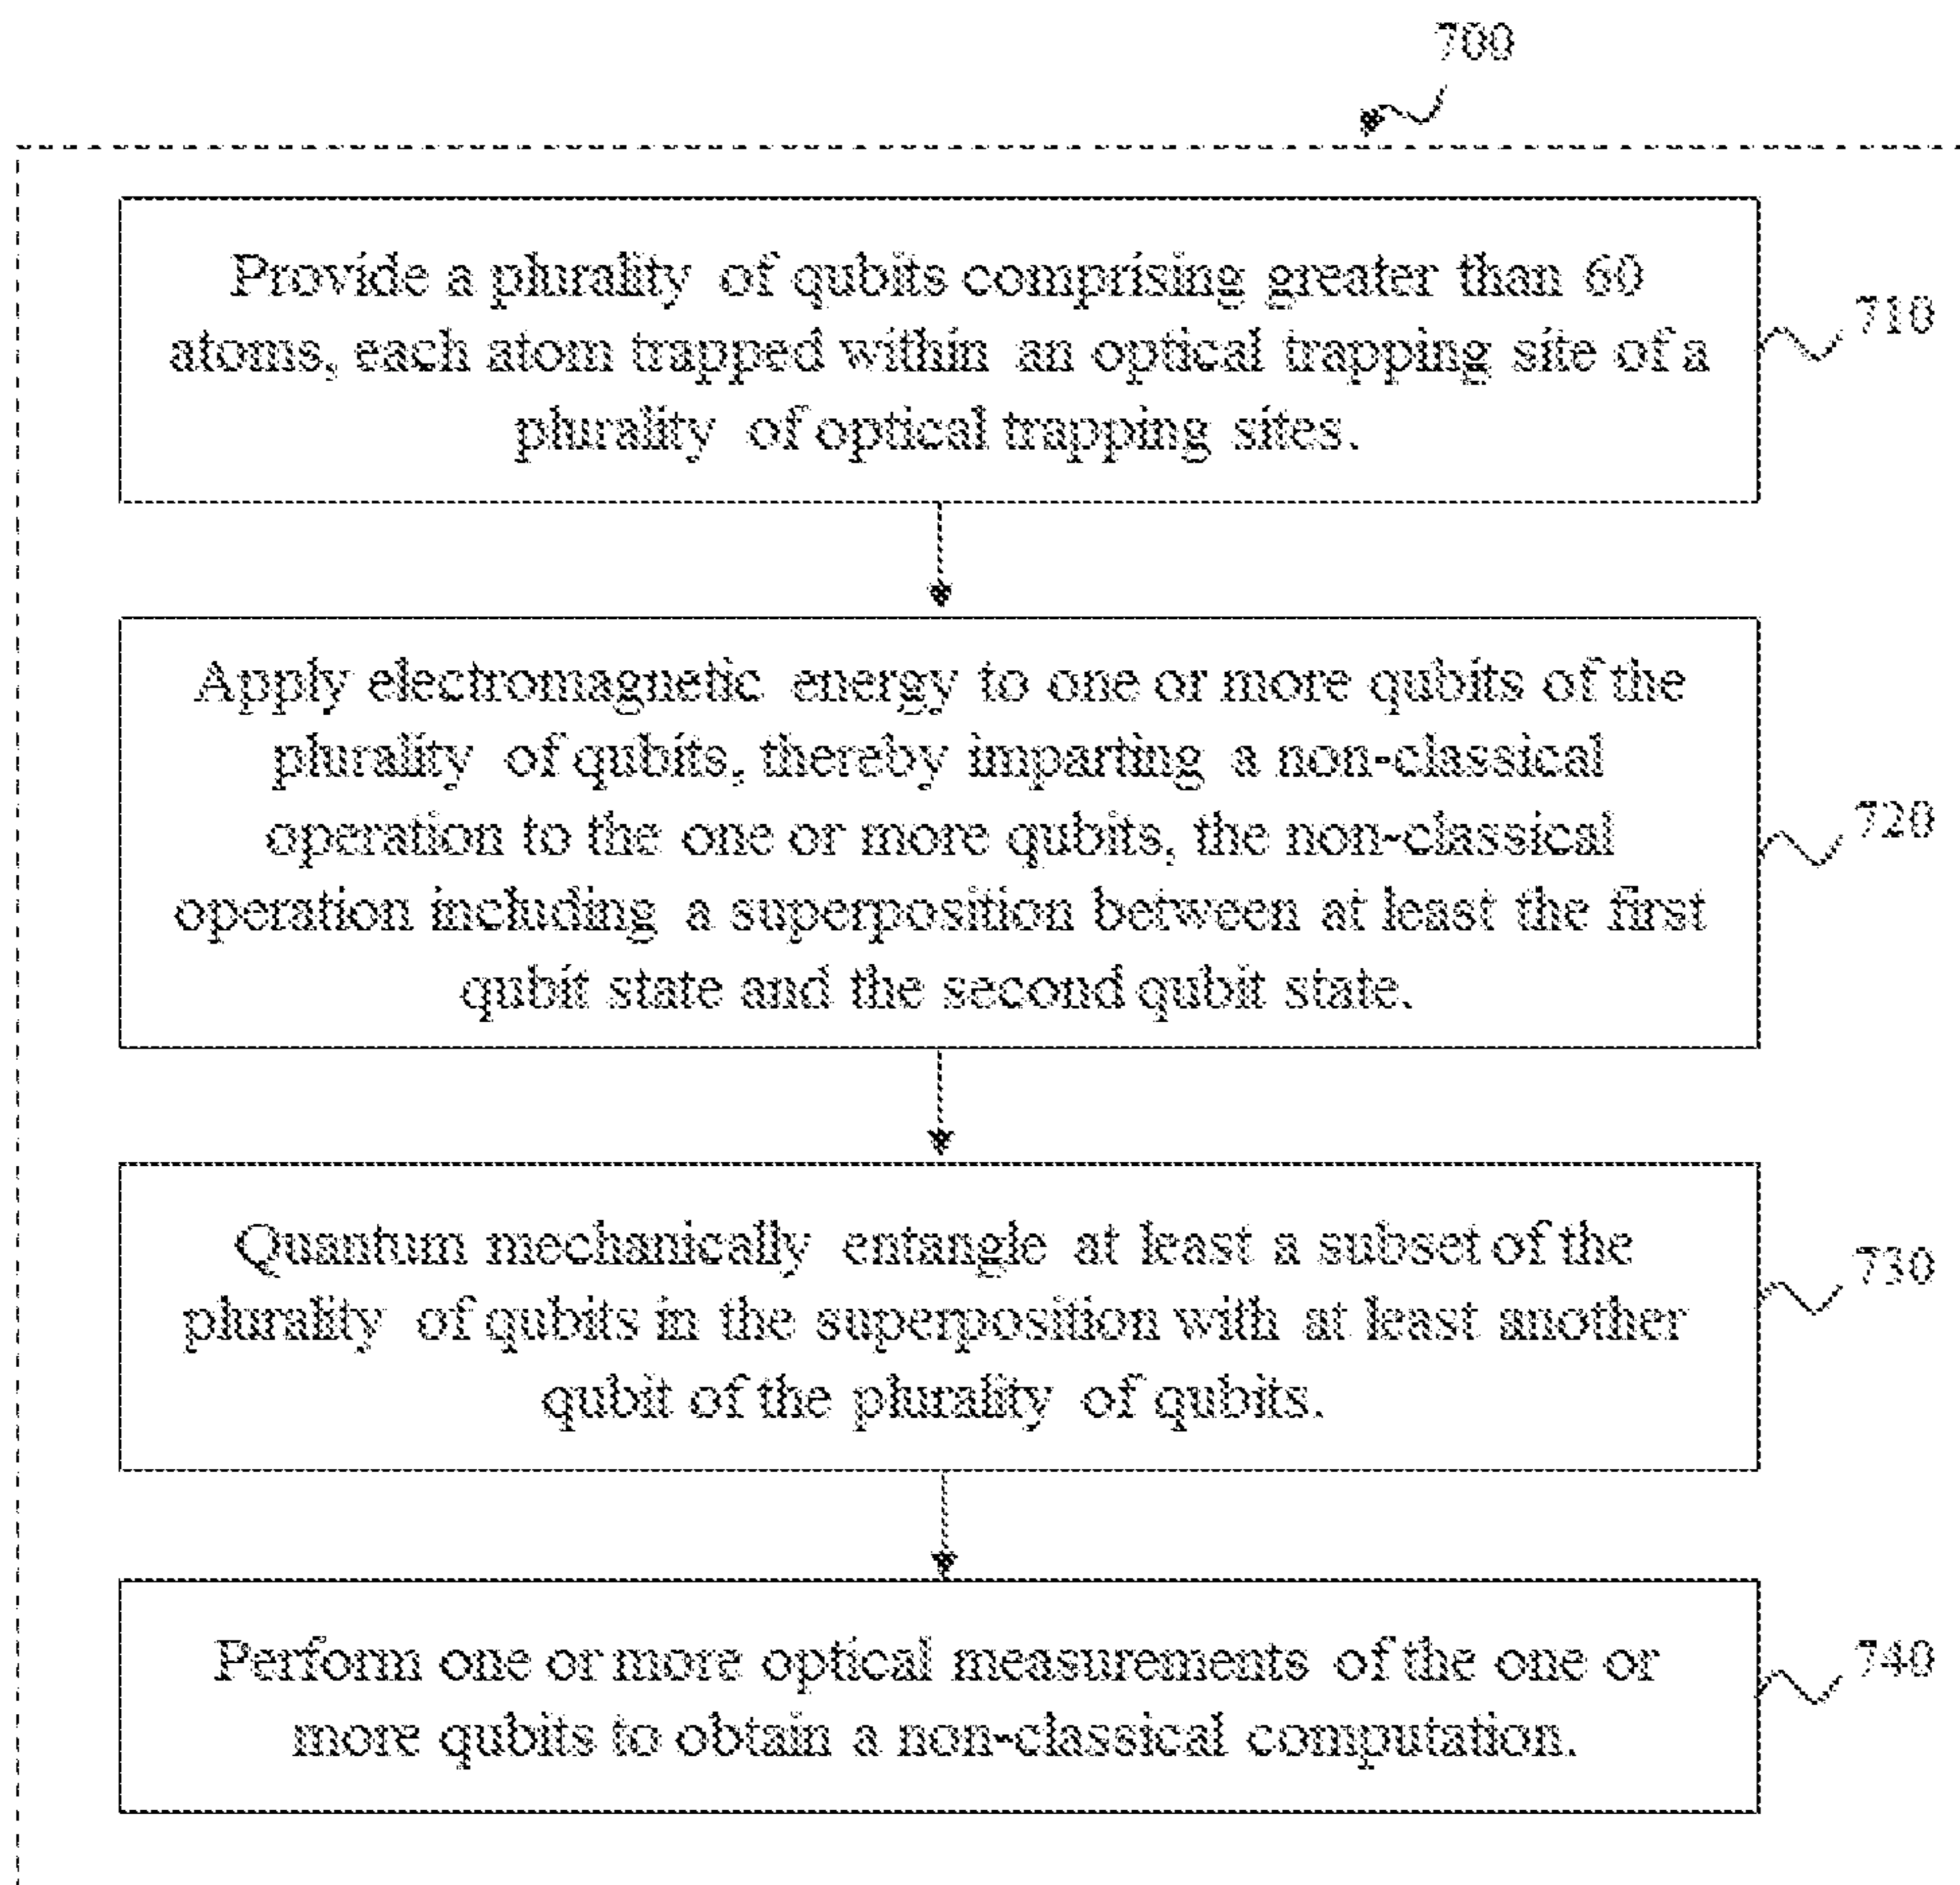 700
Provide a plurality of qubits comprising greater than 60
atoms, each atom trapped within an optical trapping site of a
plurality of optical trapping sites.
710
Apply electromagnetic energy to one or more qubits of the
plurality of qubits, thereby imparting a non-classical
operation to the one or more qubits, the non-classical
operation including a superposition between at least the first
qubit state and the second qubit state.
720
Quantum mechanically entangle at least a subset of the
plurality of qubits in the superposition with at least another
qubit of the plurality of qubits.
730
Perform one or more optical measurements of the one or
more qubits to obtain a non-classical computation.
740